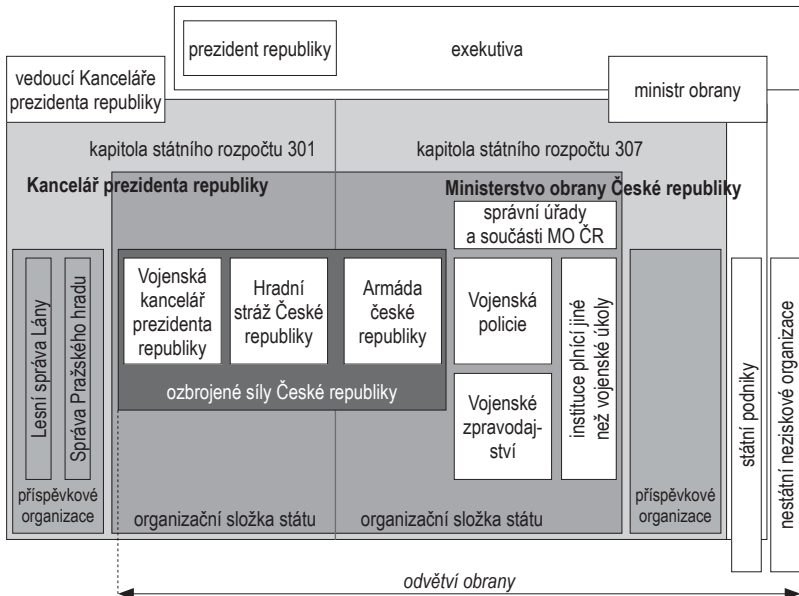 prezident republiky
exekutiva
vedoucí Kanceláře
prezidenta republiky
ministr obrany
kapitola státního rozpočtu 301
kapitola státního rozpočtu 307
Kancelář prezidenta republiky
Ministerstvo obrany České republiky
správní úřady
a součásti MO ČR
Lesní správa Lány
Správa Pražského hradu
příspěvkové
organizace
Vojenská
kancelář
prezidenta
republiky
Hradní
stráž České
republiky
Armáda
české
republiky
ozbrojené síly České republiky
Vojenská
policie
Vojenské
zpravodaj-
ství
instituce plnící jiné
než vojenské úkoly
organizační složka státu
organizační složka státu
příspěvkové
organizace
státní podniky
nestátní neziskové organizace
odvětví obrany